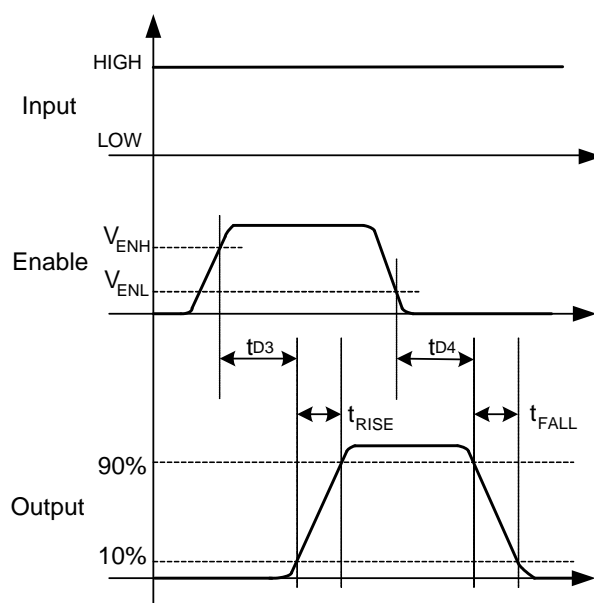 HIGH
Input
LOW
VENH
Enable
VENL
tD3
tD4
tRISE
tFALL
90%
Output
10%